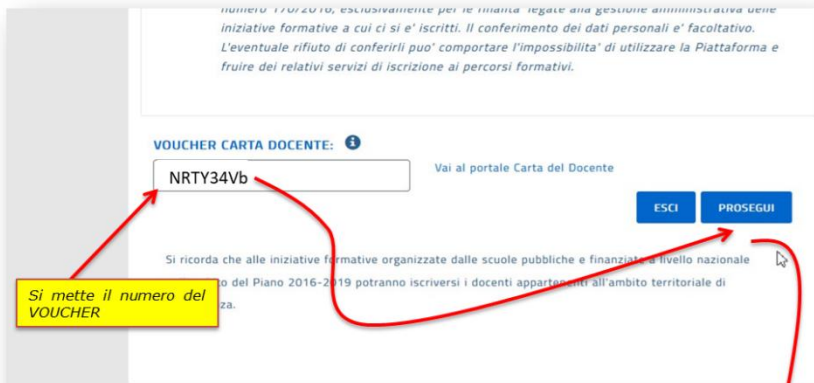 numero 170/2016, esclusivamente per le finalita' legate alla gestione amministrativa delle
iniziative formative a cui ci si e' iscritti. Il conferimento dei dati personali e' facoltativo.
L'eventuale rifiuto di conferirli puo' comportare l'impossibilita' di utilizzare la Piattaforma e
fruire dei relativi servizi di iscrizione ai percorsi formativi.
VOUCHER CARTA DOCENTE:
NRTY34Vb
Vai al portale Carta del Docente
ESCI PROSEGUI
Si ricorda che alle iniziative formative organizzate dalle scuole pubbliche e finanziate a livello nazionale
del Piano 2016-2019 potranno iscriversi i docenti appartenenti all'ambito territoriale di
Si mette il numero del
VOUCHER